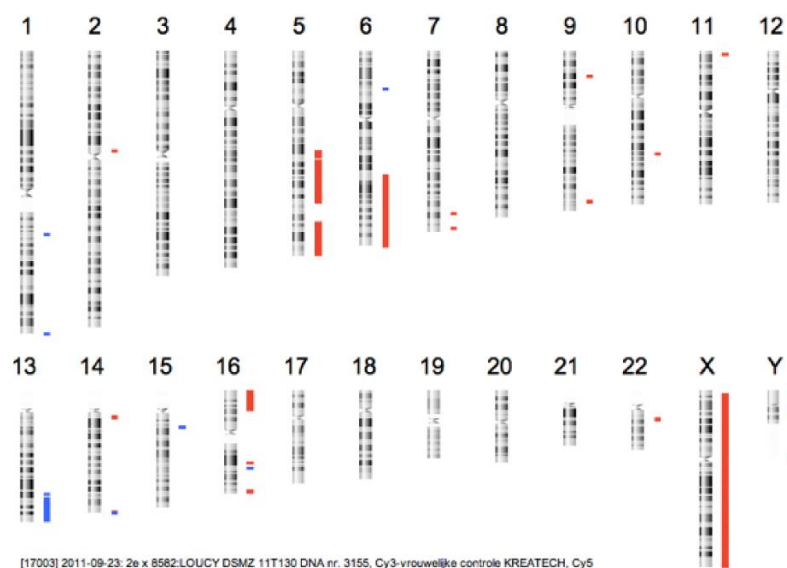 1 2 3 4 5 6 7 8 9 10 11 12
13 14 15 16 17 18 19 20 21 22 X Y
[17003] 2011-09-23: 2e x 8582:LOUCY DSMZ 11T130 DNA nr. 3155, Cy3-vrouwelijke controle KREATECH, Cy5